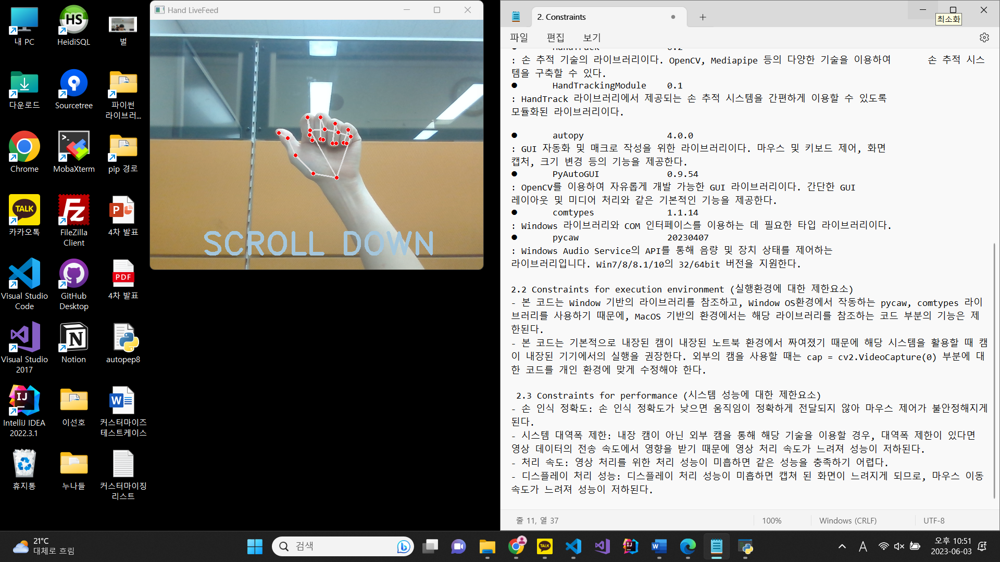 내 PC
HeidiSQL
벌
다운로드
Sourcetree
파이썬
라이브러...
Chrome
MobaXterm
pip 경로
카카오톡
FileZilla
Client
4차 발표
Visual Studio
Code
GitHub
Desktop
4차 발표
Visual Studio
2017
Notion
autopep8
IntelliJ IDEA
2022.3.1
이선호
커스터마이즈
테스트케이스
휴지통
누나들
커스터마이징
리스트
HS
TALK
PDF
Hand LiveFeed
SCROLL DOWN
2. Constraints
최소화
파일 편집 보기
● HandTrack 0.2
: 손 추적 기술의 라이브러리이다. OpenCV, Mediapipe 등의 다양한 기술을 이용하여 손 추적 시스
템을 구축할 수 있다.
● HandTrackingModule 0.1
: HandTrack 라이브러리에서 제공되는 손 추적 시스템을 간편하게 이용할 수 있도록
모듈화된 라이브러리이다.
● autopy 4.0.0
: GUI 자동화 및 매크로 작성을 위한 라이브러리이다. 마우스 및 키보드 제어, 화면
캡처, 크기 변경 등의 기능을 제공한다.
● PyAutoGUI 0.9.54
: OpenCV를 이용하여 자유롭게 개발 가능한 GUI 라이브러리이다. 간단한 GUI
레이아웃 및 미디어 처리와 같은 기본적인 기능을 제공한다.
● comtypes 1.1.14
: Windows 라이브러리와 COM 인터페이스를 이용하는 데 필요한 타입 라이브러리이다.
● pycaw 20230407
: Windows Audio Service의 API를 통해 음량 및 장치 상태를 제어하는
라이브러리입니다. Win7/8/8.1/10의 32/64bit 버전을 지원한다.
2.2 Constraints for execution environment (실행환경에 대한 제한요소)
- 본 코드는 Window 기반의 라이브러리를 참조하고, Window OS환경에서 작동하는 pycaw, comtypes 라이
브러리를 사용하기 때문에, MacOS 기반의 환경에서는 해당 라이브러리를 참조하는 코드 부분의 기능은 제
한된다.
- 본 코드는 기본적으로 내장된 캠이 내장된 노트북 환경에서 짜여졌기 때문에 해당 시스템을 활용할 때 캠
이 내장된 기기에서의 실행을 권장한다. 외부의 캠을 사용할 때는 cap = cv2.VideoCapture(0) 부분에 대
한 코드를 개인 환경에 맞게 수정해야 한다.
2.3 Constraints for performance (시스템 성능에 대한 제한요소)
- 손 인식 정확도: 손 인식 정확도가 낮으면 움직임이 정확하게 전달되지 않아 마우스 제어가 불안정해지게
된다.
- 시스템 대역폭 제한: 내장 캠이 아닌 외부 캠을 통해 해당 기술을 이용할 경우, 대역폭 제한이 있다면
영상 데이터의 전송 속도에서 영향을 받기 때문에 영상 처리 속도가 느려져 성능이 저하된다.
- 처리 속도: 영상 처리를 위한 처리 성능이 미흡하면 같은 성능을 충족하기 어렵다.
- 디스플레이 처리 성능: 디스플레이 처리 성능이 미흡하면 캡쳐 된 화면이 느려지게 되므로, 마우스 이동
속도가 느려져 성능이 저하된다.
줄 11, 열 37 100% Windows (CRLF) UTF-8
21°C
대체로 흐림
검색
TALK
A
오후 10:51
2023-06-03